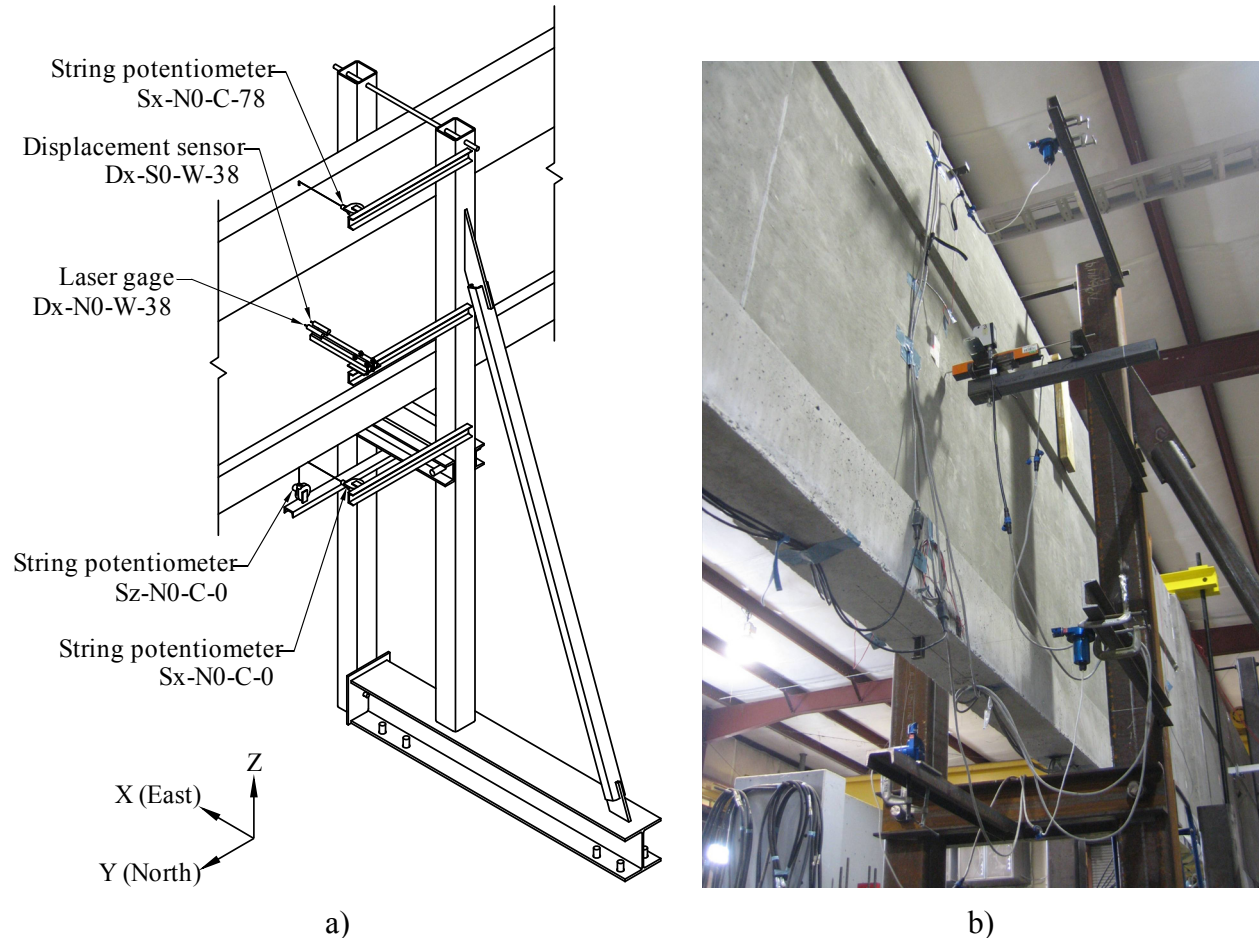 String potentiometer
Sx-N0-C-78
Displacement sensor
Dx-S0-W-38
Laser gage
Dx-N0-W-38
String potentiometer
Sz-N0-C-0
String potentiometer
Sx-N0-C-0
Z
X (East)
Y (North)
a)
b)